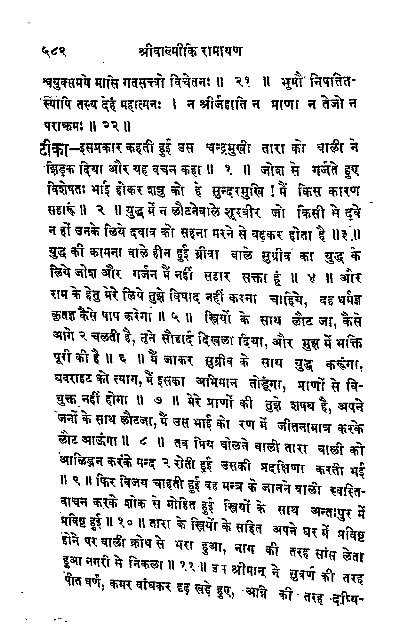 ५८२ श्रीवाल्मीकि रामायण
श्वयुक्समये मासि गतसत्त्वो विचेतनः ॥ २१ ॥ भूमौ निपतित-
स्यापि तस्य देहं महात्मनः । न श्रीर्जहाति न प्राणा न तेजो न
पराक्रमः ॥ २२ ॥
टीका—इसप्रकार कहती हुई उस चन्द्रमुखी तारा को वाली ने
झिड़क दिया और यह वचन कहा ॥ १ ॥ जोश से गर्जते हुए
विशेषतः भाई होकर शत्रु को हे सुन्दरमुखि ! मैं किस कारण
सहारूं ॥ २ ॥ युद्ध में न लौटनेवाले शूरवीर जो किसी से दबे
न हों उनके लिये दबाव को सहना मरने से बढ़कर होता है ॥३॥
युद्ध की कामना वाले हीन हुई ग्रीवा वाले सुग्रीव का युद्ध के
लिये जोश और गर्जन मैं नहीं सहार सक्ता हूं ॥ ४ ॥ और
राम के हेतु मेरे लिये तुझे विषाद नहीं करना चाहिये, वह धर्मज्ञ
कृतज्ञ कैसे पाप करेगा ॥ ५ ॥ स्त्रियों के साथ लौट जा, कैसे
आगे २ चलती है, तूने सौहार्द दिखला दिया, और मुझ में भक्ति
पूरी की है ॥ ६ ॥ मैं जाकर सुग्रीव के साथ युद्ध करूंगा,
घबराहट को त्याग, मैं इसका अभिमान तोडूंगा, प्राणों से वि-
युक्त नहीं होगा ॥ ७ ॥ मेरे प्राणों की तुझे शपथ है, अपने
जनों के साथ लौटजा, मैं उस भाई को रण में जीतनामात्र करके
लौट आऊंगा ॥ ८ ॥ तब प्रिय बोलने वाली तारा वाली को
आलिङ्गन करके मन्द २ रोती हुई उसकी प्रदक्षिणा करती भई
॥ ९ ॥ फिर विजय चाहती हुई वह मन्त्र के जानने वाली स्वस्ति-
वाचन करके शोक से मोहित हुई स्त्रियों के साथ अन्तःपुर में
प्रविष्ट हुई ॥ १० ॥ तारा के स्त्रियों के सहित अपने घर में प्रविष्ट
होने पर वाली क्रोध से भरा हुआ, नाग की तरह सांस लेता
हुआ नगरी से निकला ॥ ११ ॥ उस श्रीमान् ने सुवर्ण की तरह
पीत वर्ण, कमर बांधकर दृढ़ खड़े हुए, अग्नि की तरह दीप्य-